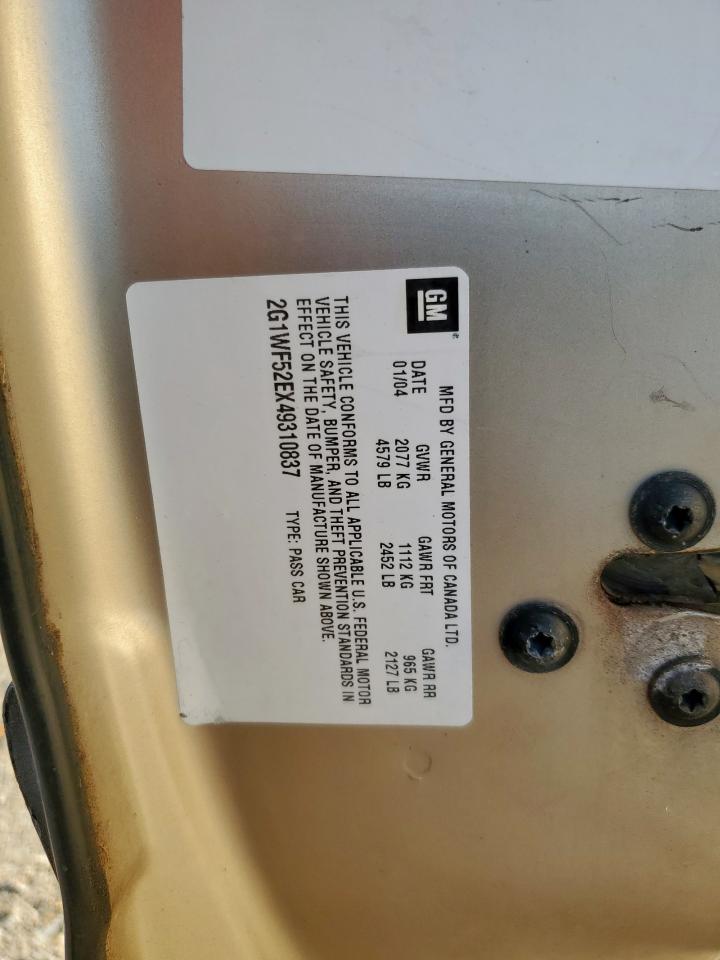 GM
MFD BY GENERAL MOTORS OF CANADA LTD.
DATE GVWR GAWR FRT GAWR RR
01/04 2077 KG 1112 KG 965 KG
4579 LB 2452 LB 2127 LB
THIS VEHICLE CONFORMS TO ALL APPLICABLE U.S. FEDERAL MOTOR
VEHICLE SAFETY, BUMPER, AND THEFT PREVENTION STANDARDS IN
EFFECT ON THE DATE OF MANUFACTURE SHOWN ABOVE.
2G1WF52EX49310837 TYPE: PASS CAR